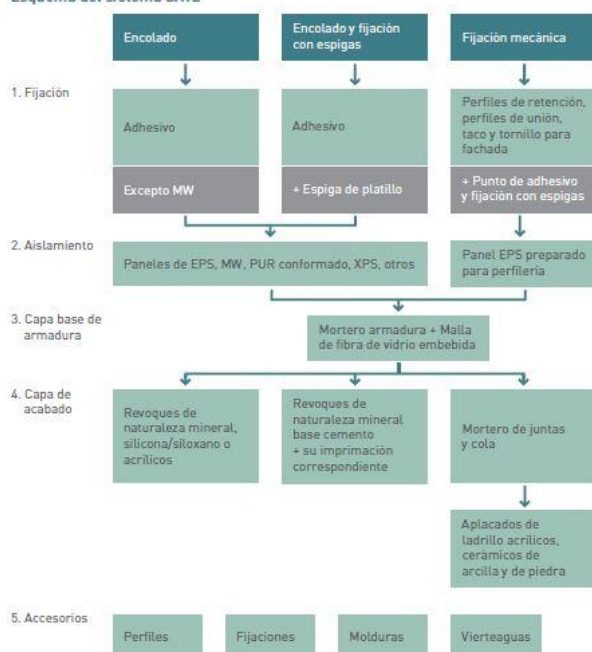 Esquema del sistema SATE
Encolado
Encolado y fijación
con espigas
Fijación mecánica
1. Fijación
Adhesivo
Adhesivo
Perfiles de retención,
perfiles de unión,
taco y tornillo para
fachada
Excepto MW
+ Espiga de platillo
+ Punto de adhesivo
y fijación con espigas
2. Aislamiento
Paneles de EPS, MW, PUR conformado, XPS, otros
Panel EPS preparado
para perfilería
3. Capa base de
armadura
Mortero armadura + Malla
de fibra de vidrio embebida
4. Capa de
acabado
Revoques de
naturaleza mineral,
silicona/siloxano o
acrílicos
Revoques de
naturaleza mineral
base cemento
+ su imprimación
correspondiente
Mortero de juntas
y cola
Aplacados de
ladrillo acrílicos,
cerámicos de
arcilla y de piedra
5. Accesorios
Perfiles
Fijaciones
Molduras
Vierteaguas